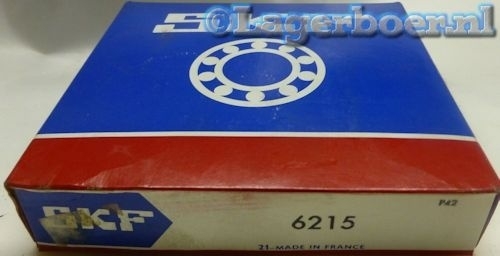 ©Lagerboer.nl
SKF
6215
P42
21-MADE IN FRANCE